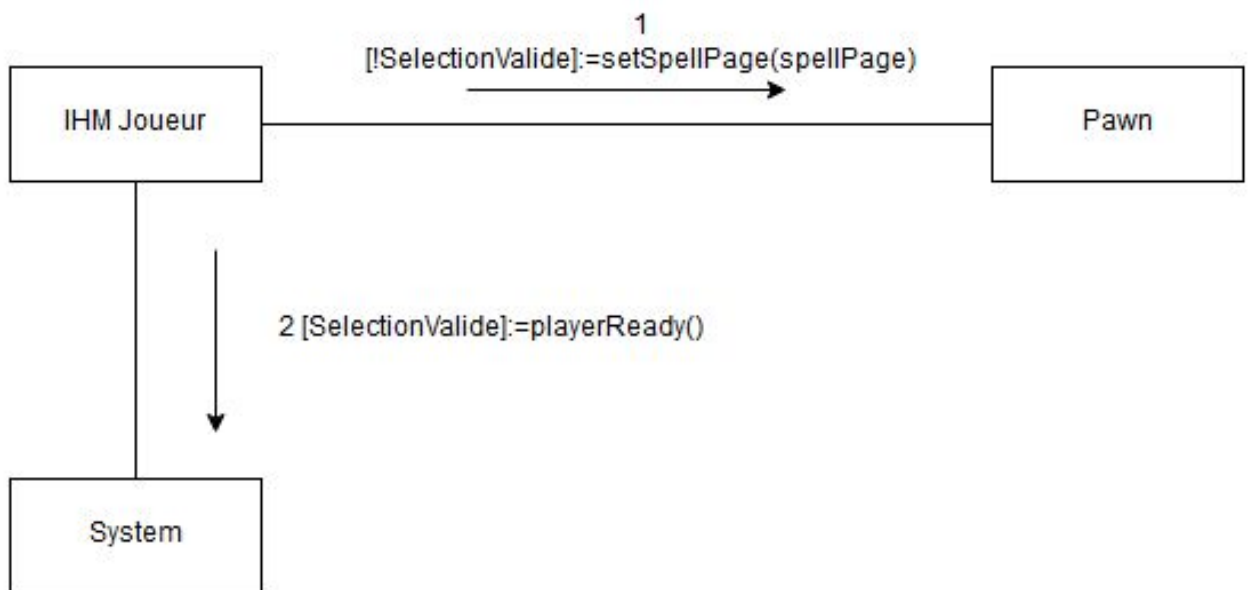 1
[!SelectionValide]:=setSpellPage(spellPage)
IHM Joueur
Pawn
2 [SelectionValide]:=playerReady()
System